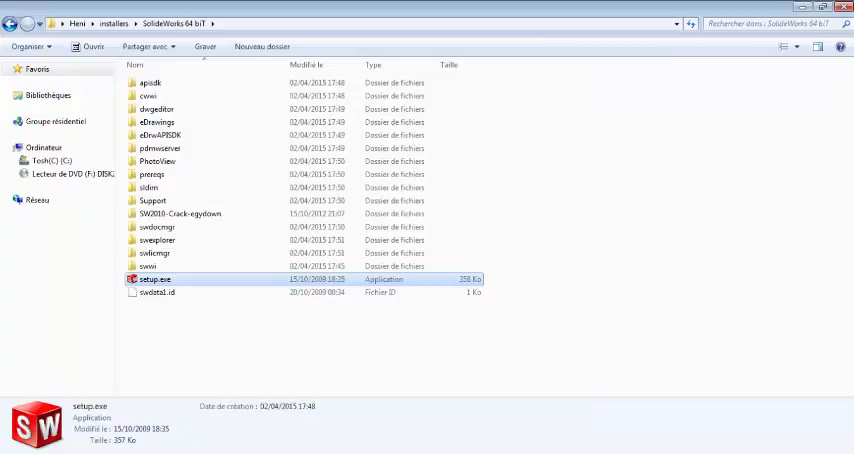 Heni ▸ installers ▸ SolideWorks 64 biT ▸
Rechercher dans : SolideWorks 64 biT
Organiser Ouvrir Partager avec Graver Nouveau dossier
Nom Modifié le Type Taille
Favoris
Bibliothèques
Groupe résidentiel
Ordinateur
Tosh(C) (C:)
Lecteur de DVD (F:) DISK2
Réseau
apisdk 02/04/2015 17:48 Dossier de fichiers
cwwi 02/04/2015 17:48 Dossier de fichiers
dwgeditor 02/04/2015 17:49 Dossier de fichiers
eDrawings 02/04/2015 17:49 Dossier de fichiers
eDrwAPISDK 02/04/2015 17:49 Dossier de fichiers
pdmwserver 02/04/2015 17:49 Dossier de fichiers
PhotoView 02/04/2015 17:50 Dossier de fichiers
prereqs 02/04/2015 17:50 Dossier de fichiers
sldim 02/04/2015 17:50 Dossier de fichiers
Support 02/04/2015 17:50 Dossier de fichiers
SW2010-Crack-egydown 15/10/2012 21:07 Dossier de fichiers
swdocmgr 02/04/2015 17:50 Dossier de fichiers
swexplorer 02/04/2015 17:51 Dossier de fichiers
swlicmgr 02/04/2015 17:51 Dossier de fichiers
swwi 02/04/2015 17:45 Dossier de fichiers
setup.exe 15/10/2009 18:35 Application 358 Ko
swdata1.id 20/10/2009 00:34 Fichier ID 1 Ko
SW
setup.exe Date de création : 02/04/2015 17:48
Application
Modifié le : 15/10/2009 18:35
Taille : 357 Ko